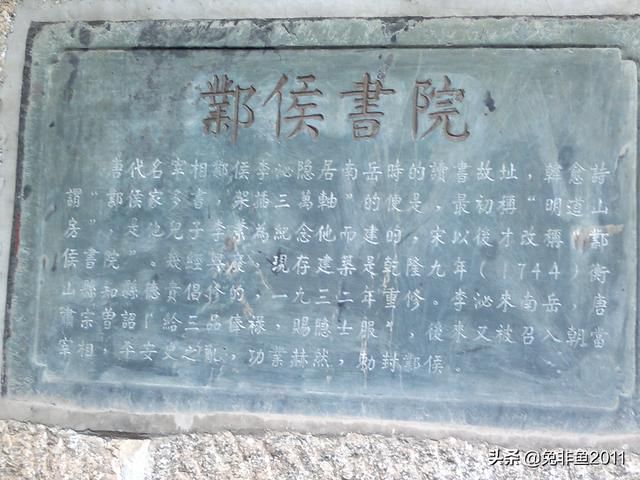 鄴侯書院
唐代名宰相鄴侯李泌隐居南岳時的讀書故址，韓愈詩
謂“鄴侯家多書，架插三萬軸”的便是，最初稱“明道山
房”，是他兒子李繁為紀念他而建的，宋以後才改稱“鄴
侯書院”。幾經興廢，現存建築是乾隆九年（1744）衡
山縣知縣德貴倡修的，一九三二年重修。李泌來南岳，唐
肅宗曾詔“給三品俸祿，賜隐士服”，後來又被召入朝當
宰相，平安史之亂，功業赫然，勅封鄴侯。
头条 @兔非鱼2011